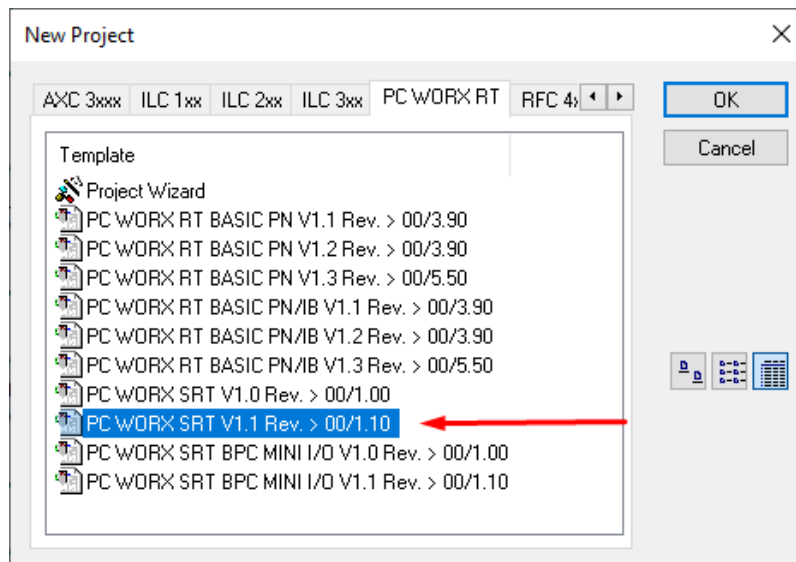 New Project
AXC 3xxx ILC 1xx ILC 2xx ILC 3xx PC WORX RT RFC 4
OK
Cancel
Template
Project Wizard
PC WORX RT BASIC PN V1.1 Rev. > 00/3.90
PC WORX RT BASIC PN V1.2 Rev. > 00/3.90
PC WORX RT BASIC PN V1.3 Rev. > 00/5.50
PC WORX RT BASIC PN/IB V1.1 Rev. > 00/3.90
PC WORX RT BASIC PN/IB V1.2 Rev. > 00/3.90
PC WORX RT BASIC PN/IB V1.3 Rev. > 00/5.50
PC WORX SRT V1.0 Rev. > 00/1.00
PC WORX SRT V1.1 Rev. > 00/1.10
PC WORX SRT BPC MINI I/O V1.0 Rev. > 00/1.00
PC WORX SRT BPC MINI I/O V1.1 Rev. > 00/1.10